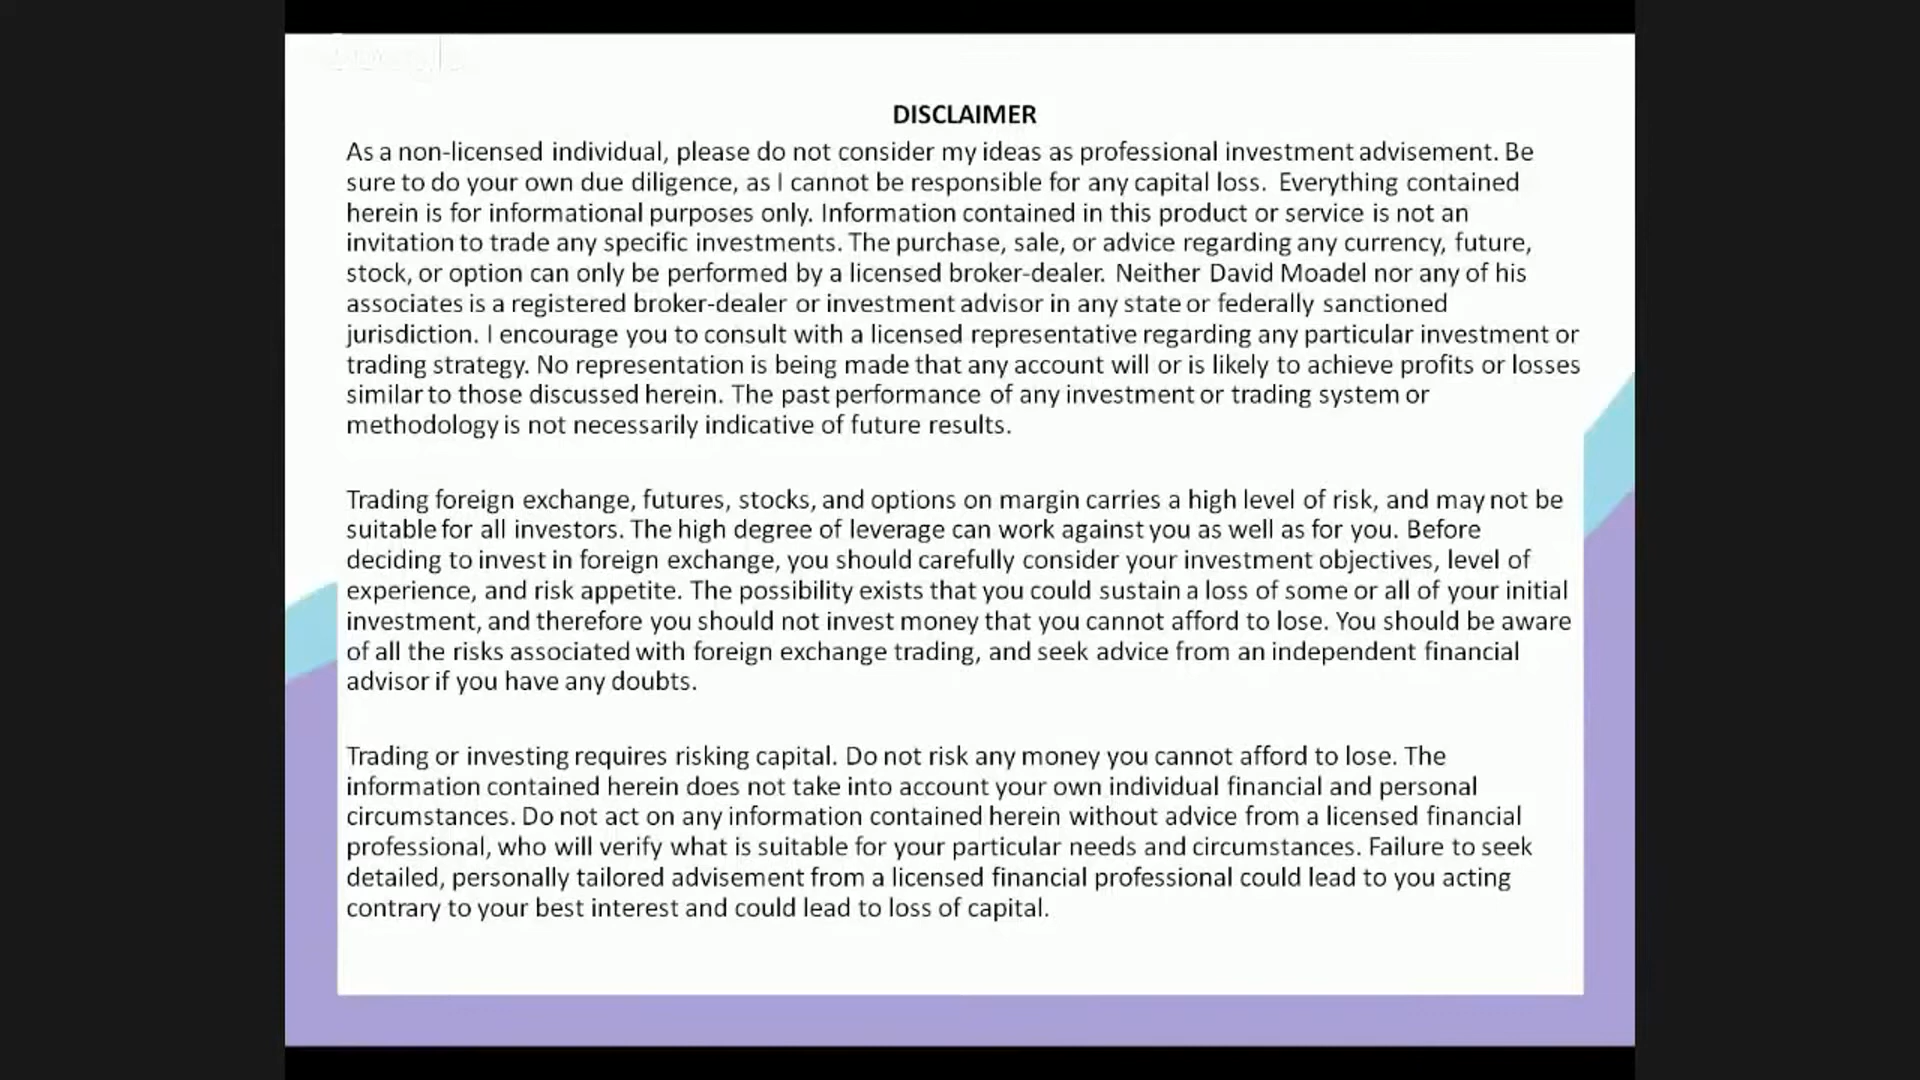 DISCLAIMER
As a non-licensed individual, please do not consider my ideas as professional investment advisement. Be
sure to do your own due diligence, as I cannot be responsible for any capital loss. Everything contained
herein is for informational purposes only. Information contained in this product or service is not an
invitation to trade any specific investments. The purchase, sale, or advice regarding any currency, future,
stock, or option can only be performed by a licensed broker-dealer. Neither David Moadel nor any of his
associates is a registered broker-dealer or investment advisor in any state or federally sanctioned
jurisdiction. I encourage you to consult with a licensed representative regarding any particular investment or
trading strategy. No representation is being made that any account will or is likely to achieve profits or losses
similar to those discussed herein. The past performance of any investment or trading system or
methodology is not necessarily indicative of future results.
Trading foreign exchange, futures, stocks, and options on margin carries a high level of risk, and may not be
suitable for all investors. The high degree of leverage can work against you as well as for you. Before
deciding to invest in foreign exchange, you should carefully consider your investment objectives, level of
experience, and risk appetite. The possibility exists that you could sustain a loss of some or all of your initial
investment, and therefore you should not invest money that you cannot afford to lose. You should be aware
of all the risks associated with foreign exchange trading, and seek advice from an independent financial
advisor if you have any doubts.
Trading or investing requires risking capital. Do not risk any money you cannot afford to lose. The
information contained herein does not take into account your own individual financial and personal
circumstances. Do not act on any information contained herein without advice from a licensed financial
professional, who will verify what is suitable for your particular needs and circumstances. Failure to seek
detailed, personally tailored advisement from a licensed financial professional could lead to you acting
contrary to your best interest and could lead to loss of capital.